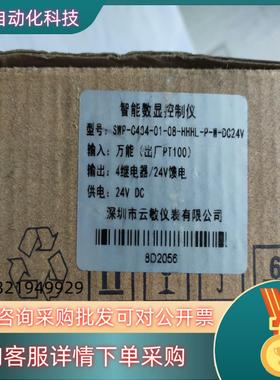 自动化科技
智能数显控制仪
型号: SWP-C434-01-08-HHHL-P-W-DC24V
输入: 万能（出厂PT100）
输出: 4继电器/24V馈电
供电: 24V DC
深圳市云敏仪表有限公司
8D2056
321949929
咨询采购批发可对公开票
客服详情下单采购